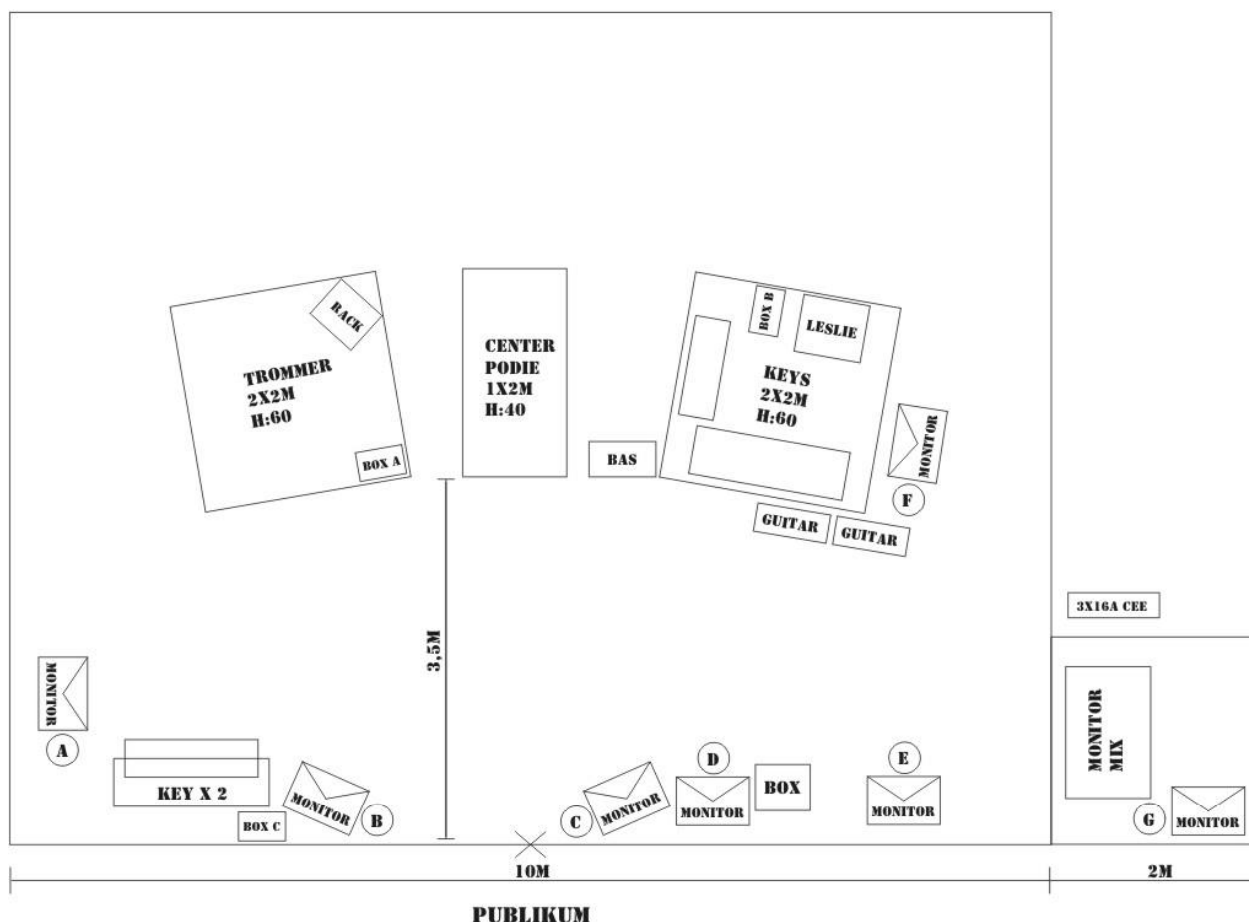 RACK
TROMMER
2X2M
H:60
BOX A
CENTER
PODIE
1X2M
H:40
BAS
BOX B
LESLIE
KEYS
2X2M
H:60
MONITOR
F
GUITAR
GUITAR
3X16A CEE
3,5M
MONITOR
A
KEY X 2
BOX C
MONITOR
B
C
MONITOR
D
MONITOR
BOX
E
MONITOR
MONITOR
MIX
G
MONITOR
10M
2M
PUBLIKUM